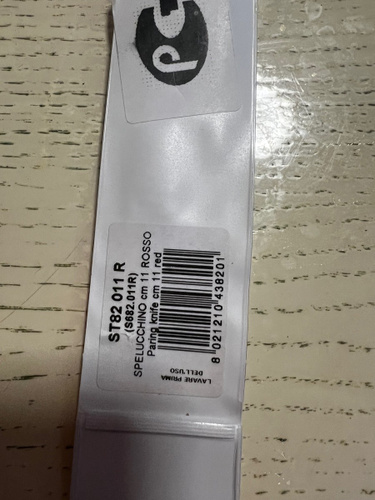 ST82 011 R
(S682.011R)
SPELUCCHINO cm 11 ROSSO
Paring knife cm 11 red
8 021210 438201
LAVARE PRIMA
DELL'USO